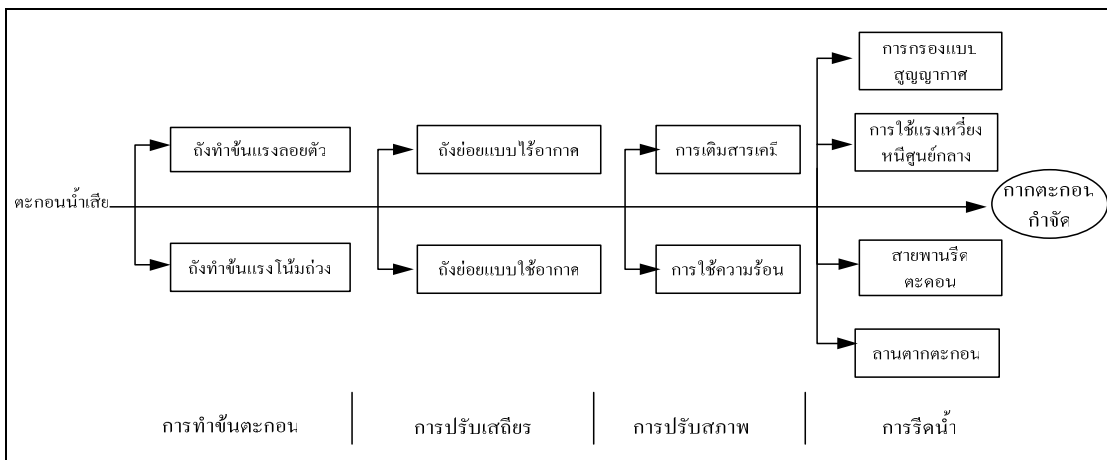 การกรองแบบ
สูญญากาศ
ถังทำข้นแรงลอยตัว
ถังย่อยแบบไร้อากาศ
การเติมสารเคมี
การใช้แรงเหวี่ยง
หนีศูนย์กลาง
ตะกอนน้ำเสีย
กากตะกอน
กำจัด
ถังทำข้นแรงโน้มถ่วง
ถังย่อยแบบใช้อากาศ
การใช้ความร้อน
สายพานรีด
ตะดอน
ลานตากตะกอน
การทำข้นตะกอน
การปรับเสถียร
การปรับสภาพ
การรีดน้ำ